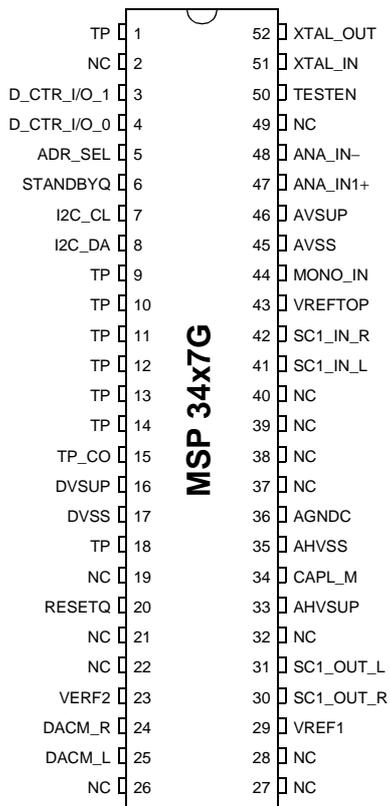 TP 1 52 XTAL_OUT
NC 2 51 XTAL_IN
D_CTR_I/O_1 3 50 TESTEN
D_CTR_I/O_0 4 49 NC
ADR_SEL 5 48 ANA_IN−
STANDBYQ 6 47 ANA_IN1+
I2C_CL 7 46 AVSUP
I2C_DA 8 45 AVSS
TP 9 44 MONO_IN
TP 10 43 VREFTOP
TP 11 42 SC1_IN_R
TP 12 41 SC1_IN_L
TP 13 40 NC
TP 14 39 NC
TP_CO 15 38 NC
DVSUP 16 37 NC
DVSS 17 36 AGNDC
TP 18 35 AHVSS
NC 19 34 CAPL_M
RESETQ 20 33 AHVSUP
NC 21 32 NC
NC 22 31 SC1_OUT_L
VERF2 23 30 SC1_OUT_R
DACM_R 24 29 VREF1
DACM_L 25 28 NC
NC 26 27 NC
MSP 34x7G